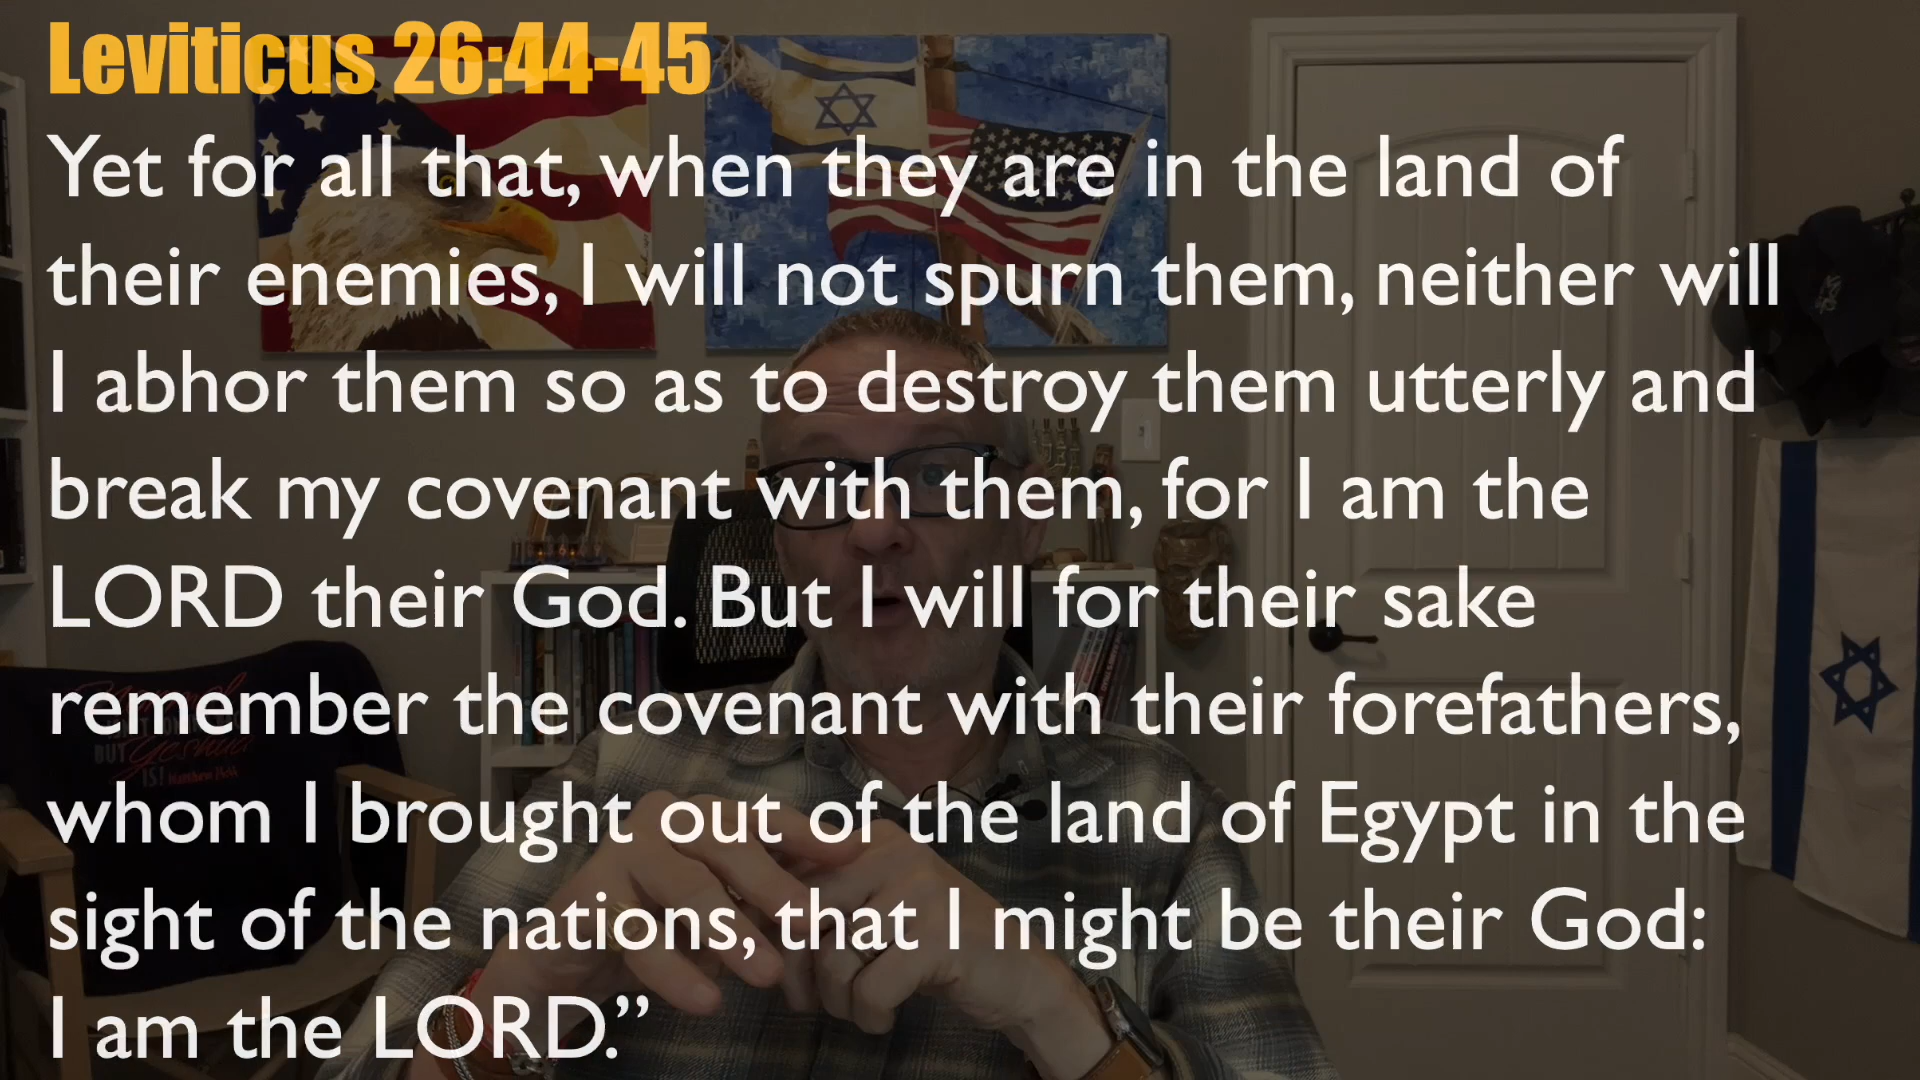 Leviticus 26:44-45
Yet for all that, when they are in the land of
their enemies, I will not spurn them, neither will
I abhor them so as to destroy them utterly and
break my covenant with them, for I am the
LORD their God. But I will for their sake
remember the covenant with their forefathers,
whom I brought out of the land of Egypt in the
sight of the nations, that I might be their God:
I am the LORD.”
BUT Yeshua
IS! Matthew